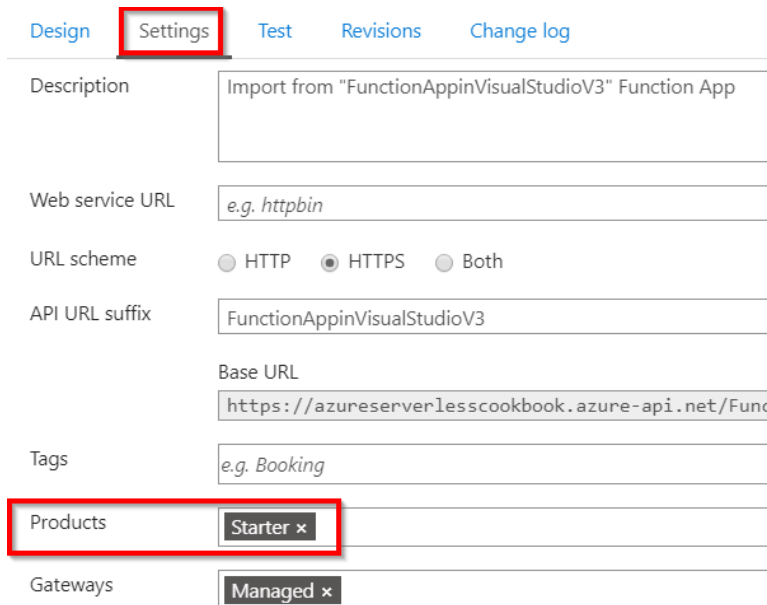 Design Settings Test Revisions Change log
Description Import from "FunctionAppinVisualStudioV3" Function App
Web service URL e.g. httpbin
URL scheme HTTP HTTPS Both
API URL suffix FunctionAppinVisualStudioV3
Base URL
https://azureserverlesscookbook.azure-api.net/Func
Tags e.g. Booking
Products Starter ×
Gateways Managed ×